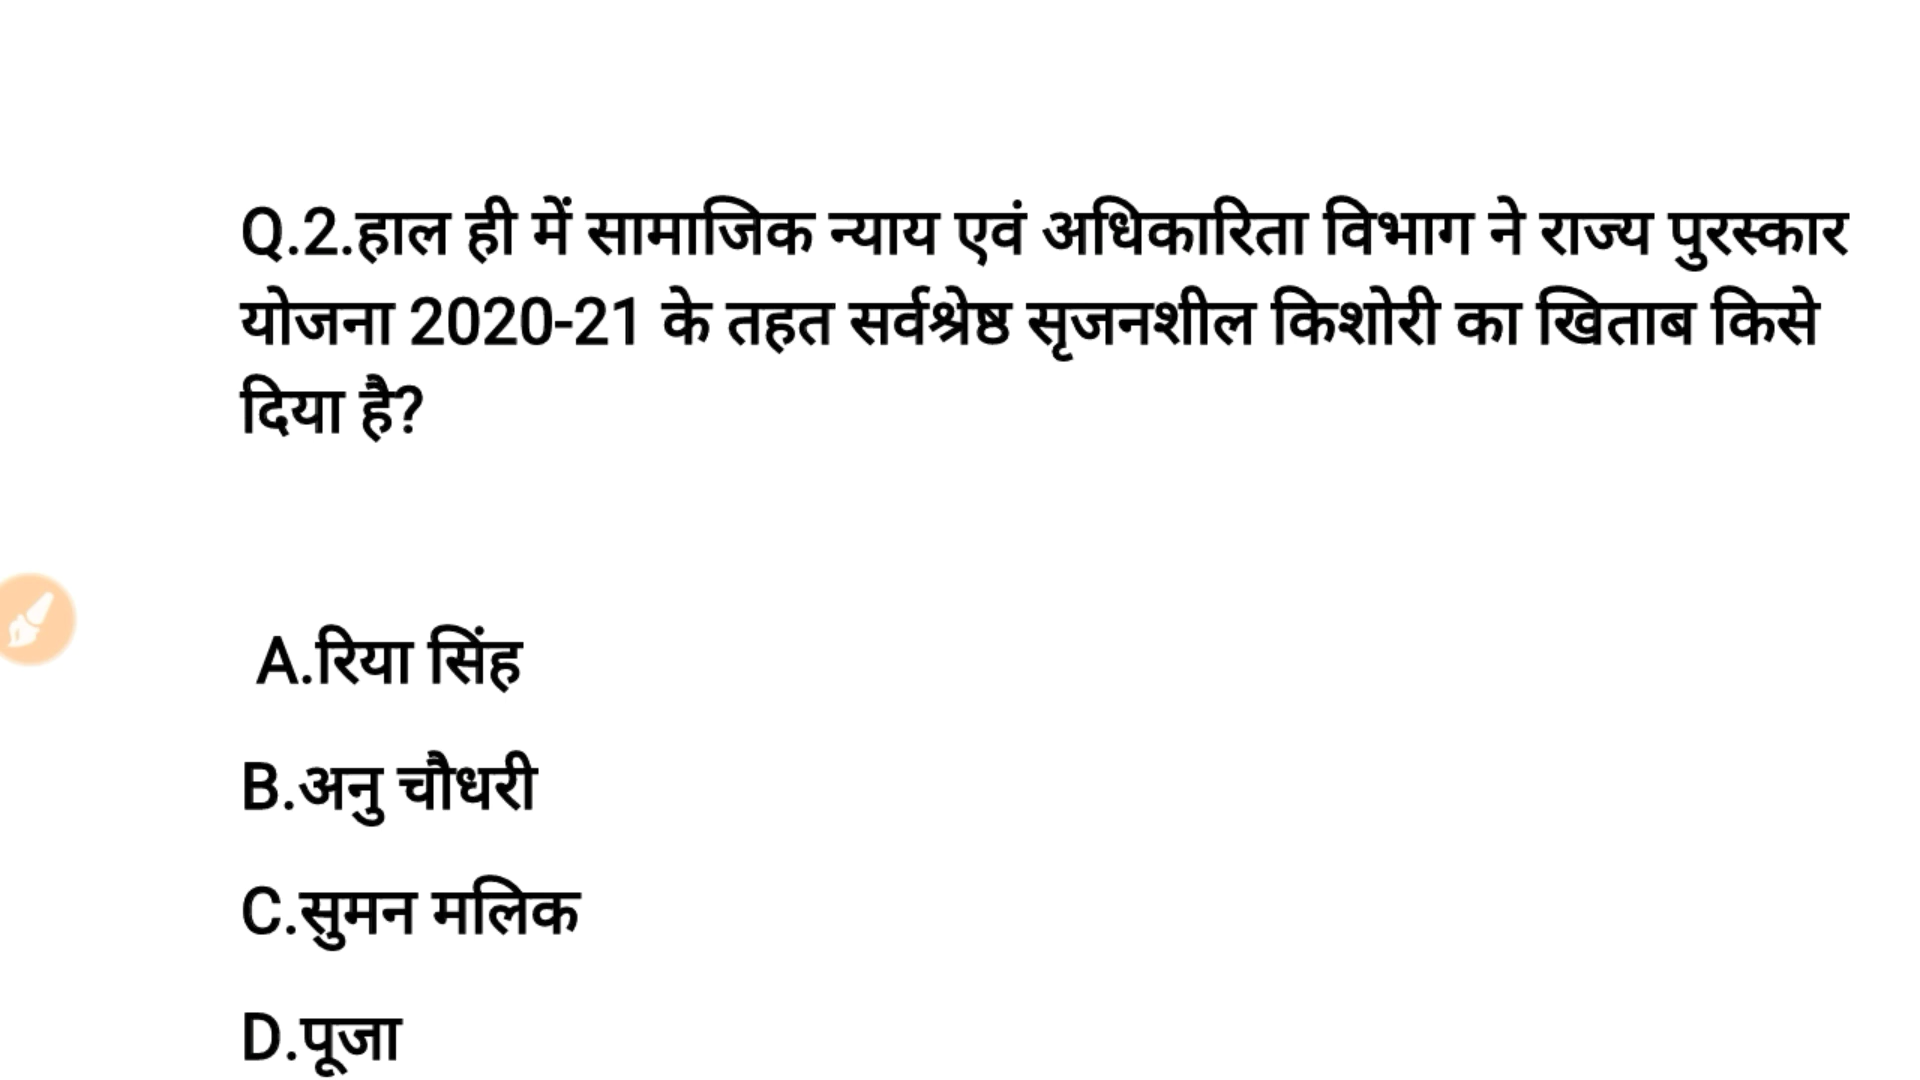 Q.2.हाल ही में सामाजिक न्याय एवं अधिकारिता विभाग ने राज्य पुरस्कार
योजना 2020-21 के तहत सर्वश्रेष्ठ सृजनशील किशोरी का खिताब किसे
दिया है?
A.रिया सिंह
B.अनु चौधरी
C.सुमन मलिक
D.पूजा